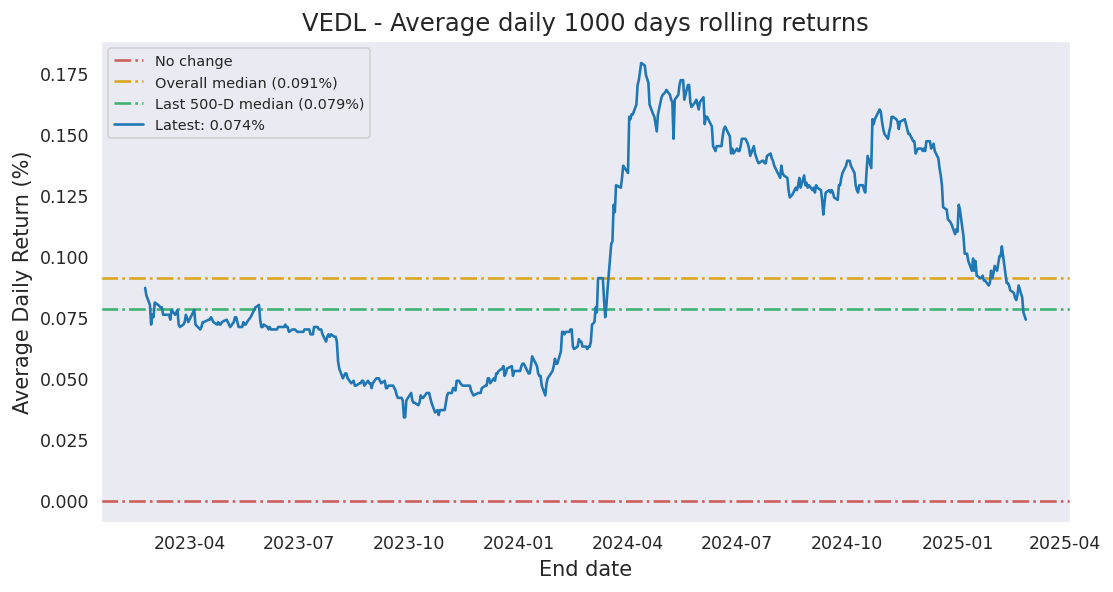 VEDL - Average daily 1000 days rolling returns
No change
Overall median (0.091%)
Last 500-D median (0.079%)
Latest: 0.074%
Average Daily Return (%)
0.175
0.150
0.125
0.100
0.075
0.050
0.025
0.000
2023-04 2023-07 2023-10 2024-01 2024-04 2024-07 2024-10 2025-01 2025-04
End date